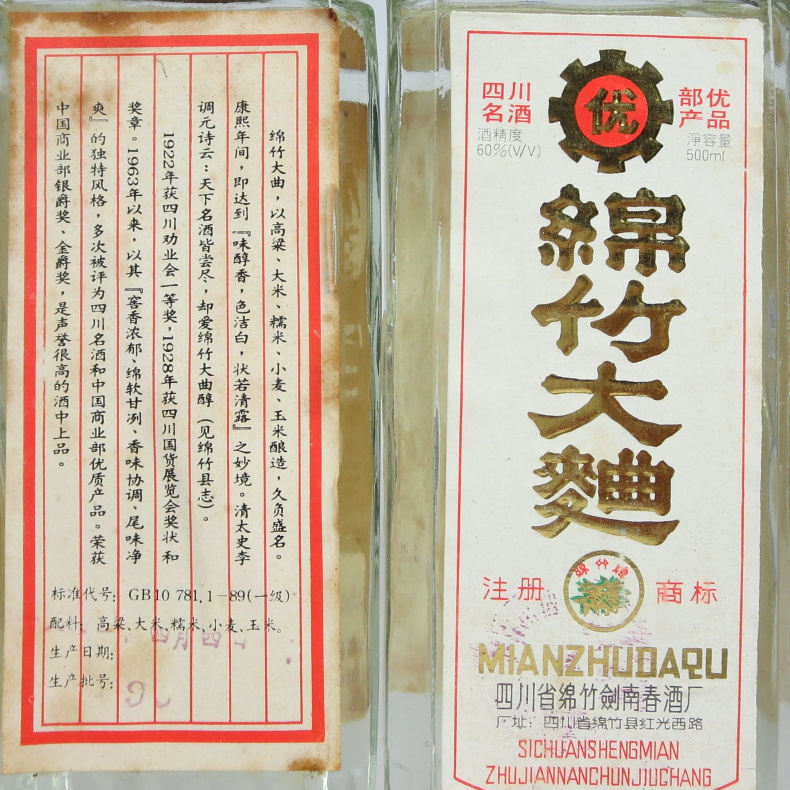 绵竹大曲，以高粱、大米、糯米、小麦、玉米酿造，久负盛名。
康熙年间，即达到『味醇香，色洁白，状若清露』之妙境。清太史李
调元诗云：天下名酒皆尝尽，却爱绵竹大曲醇（见绵竹县志）。
1922年获四川劝业会一等奖，1928年获四川国货展览会奖状和
奖章。1963年以来，以其『窖香浓郁、绵软甘冽、香味协调、尾味净
爽』的独特风格，多次被评为四川名酒和中国商业部优质产品。荣获
中国商业部银爵奖、金爵奖，是声誉很高的酒中上品。
标准代号：GB10 781.1-89(一级)
配料：高粱、大米、糯米、小麦、玉米。
生产日期：
四月四日
生产批号：
四川
名酒
酒精度
60%(V/V)
优
部优
产品
净容量
500ml
綿竹大麯
注册
綿竹牌
商标
MIANZHUDAQU
四川省绵竹劍南春酒厂
厂址：四川省绵竹县红光西路
SICHUANSHENGMIAN
ZHUJIANNANCHUNJIUCHANG